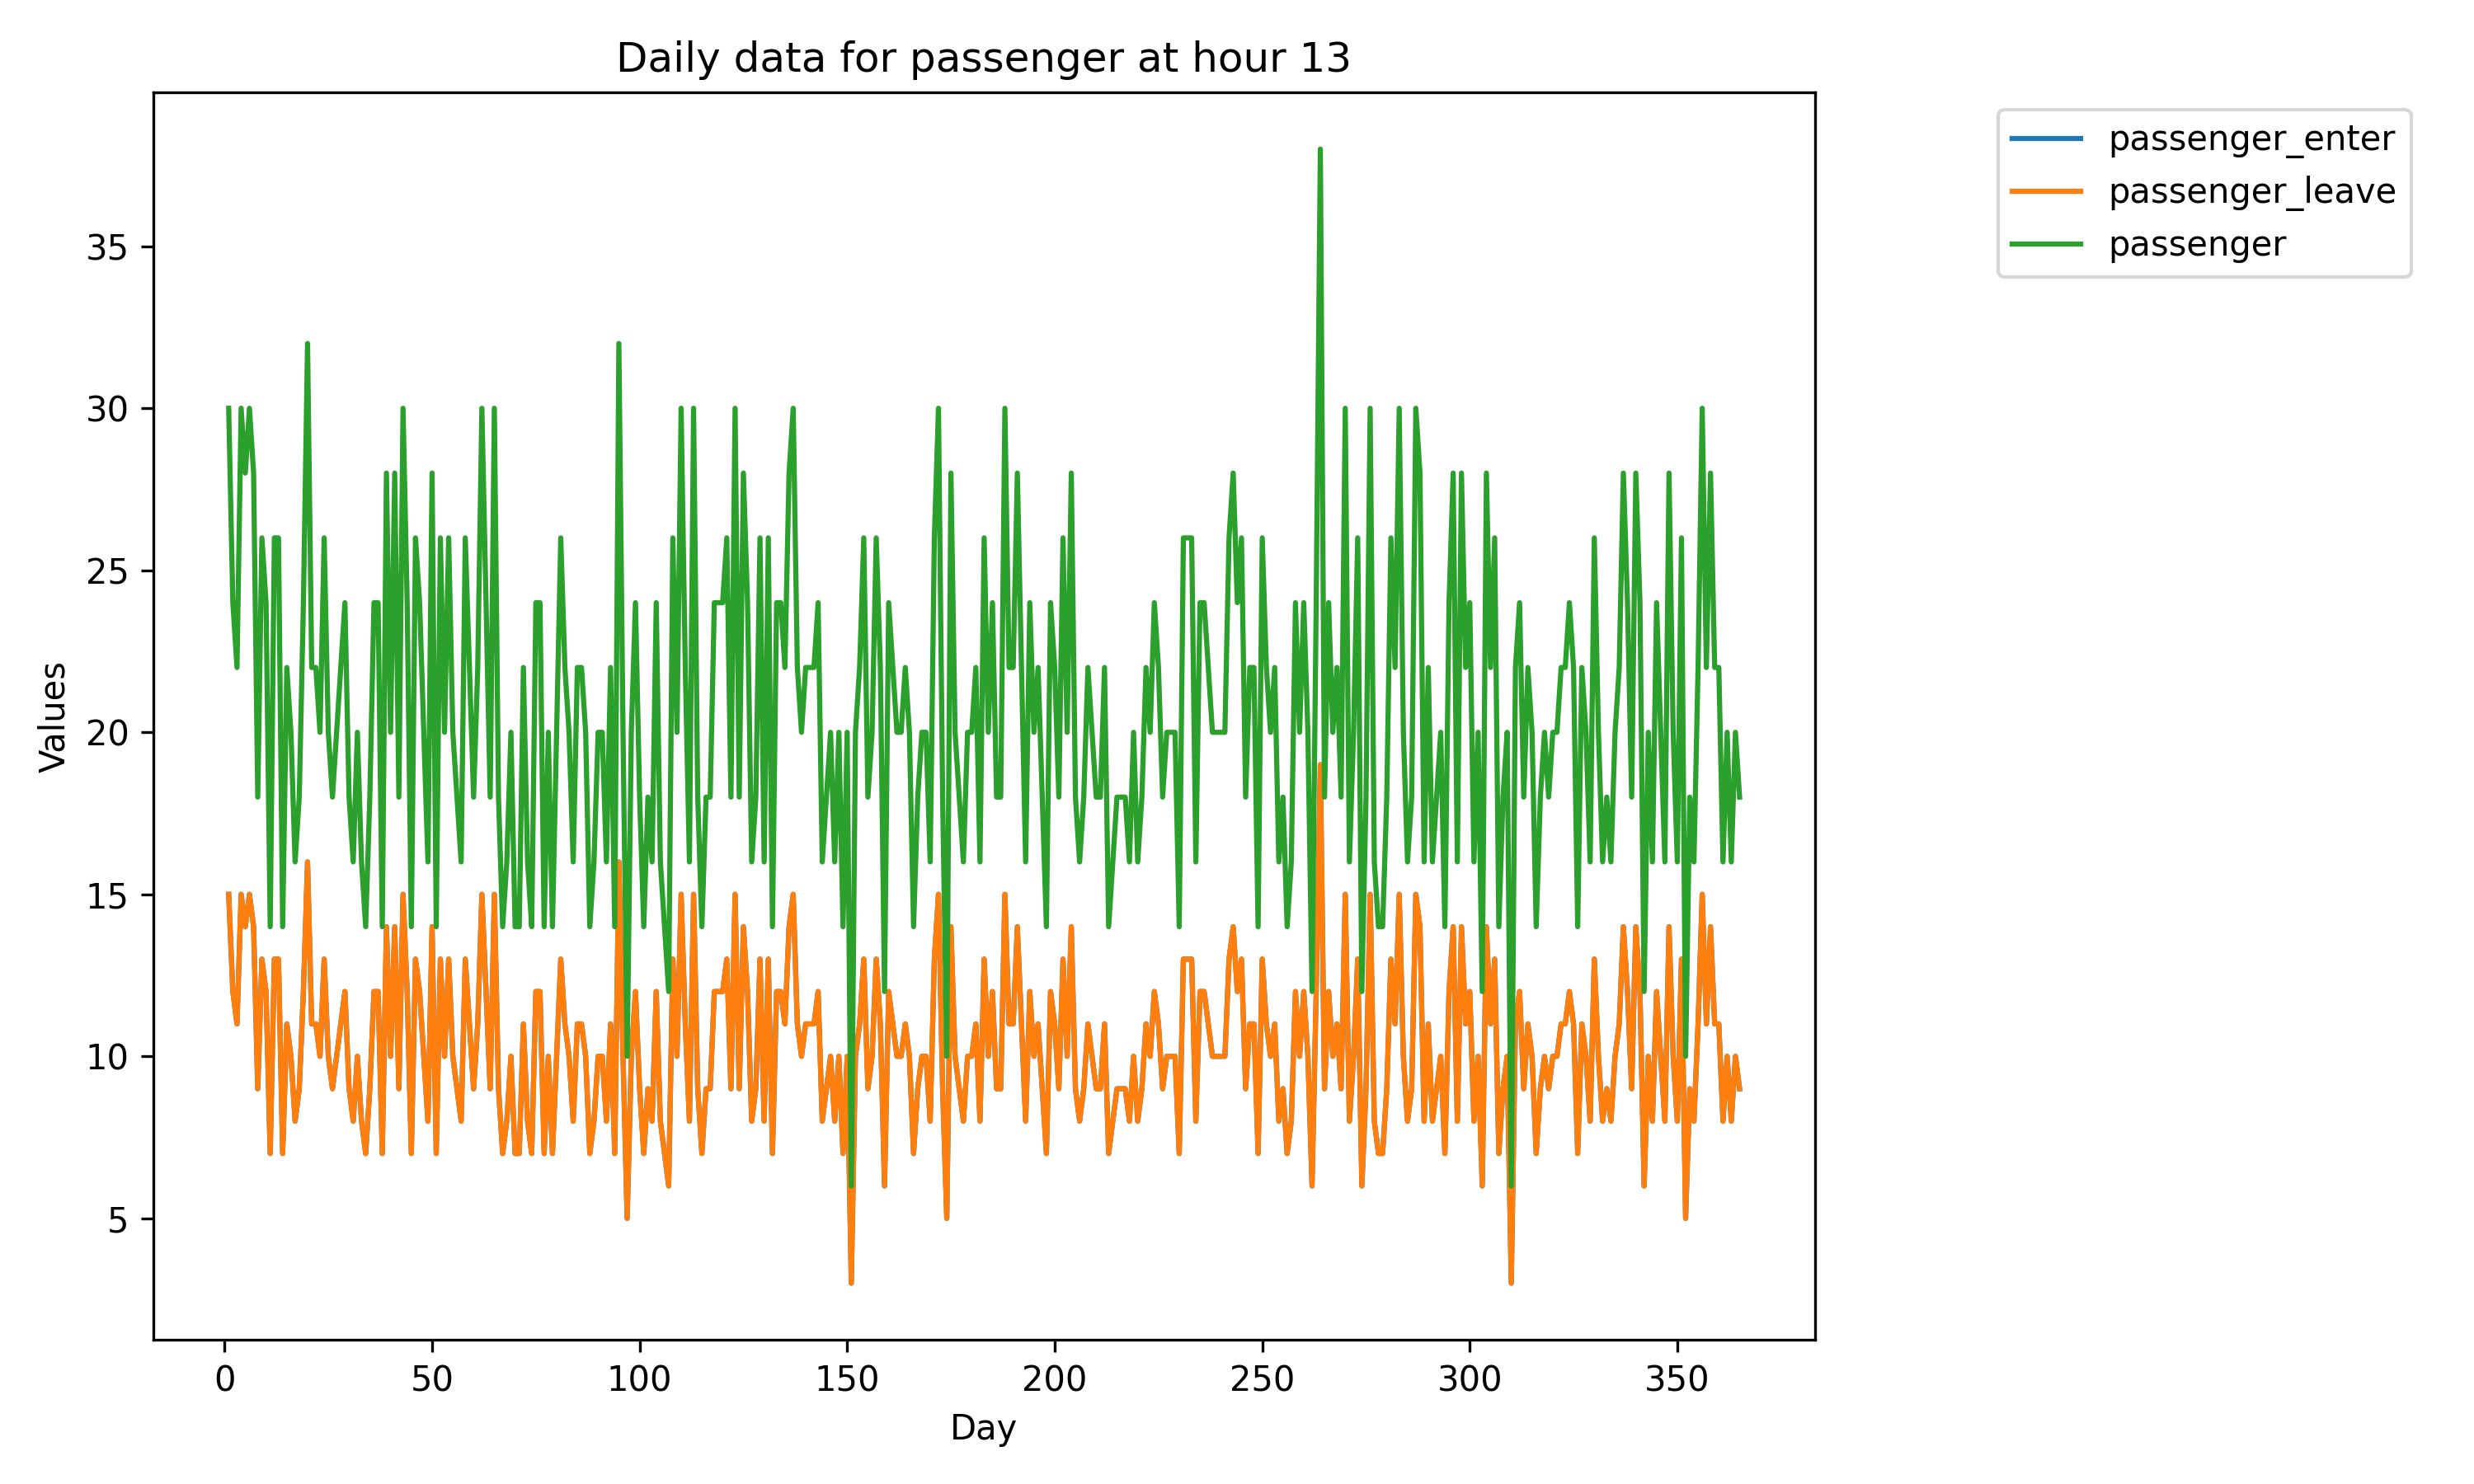 Daily data for passenger at hour 13
passenger_enter
passenger_leave
passenger
Values
35
30
25
20
15
10
5
0 50 100 150 200 250 300 350
Day